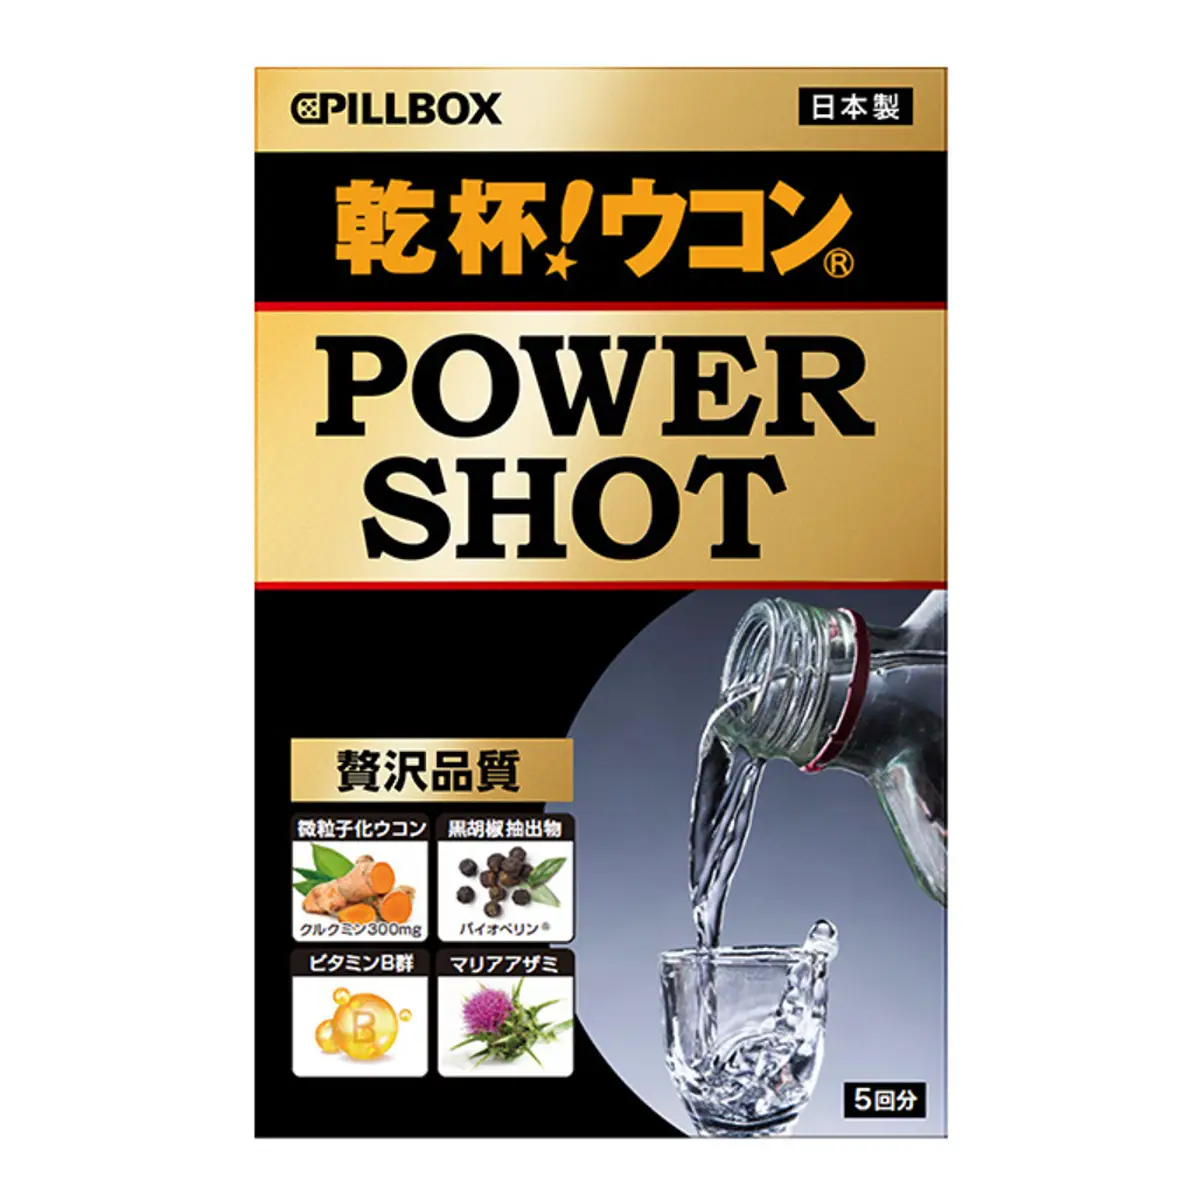 PILLBOX
日本製
乾杯!ウコン®
POWER
SHOT
贅沢品質
微粒子化ウコン
クルクミン300mg
黒胡椒抽出物
バイオペリン®
ビタミンB群
B
マリアアザミ
5回分